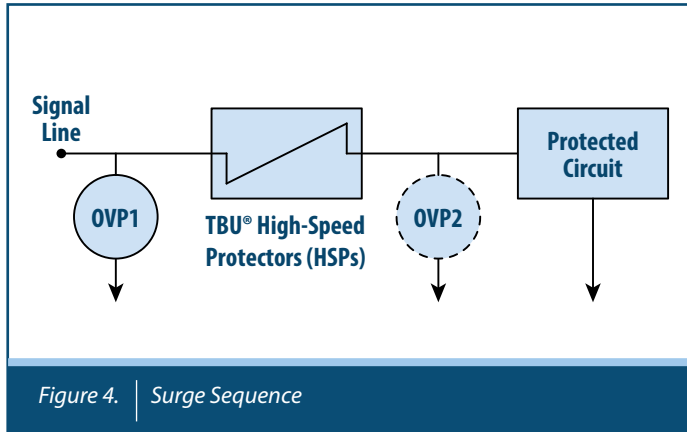 Signal
Line
OVP1
TBU® High-Speed
Protectors (HSPs)
OVP2
Protected
Circuit
Figure 4. | Surge Sequence